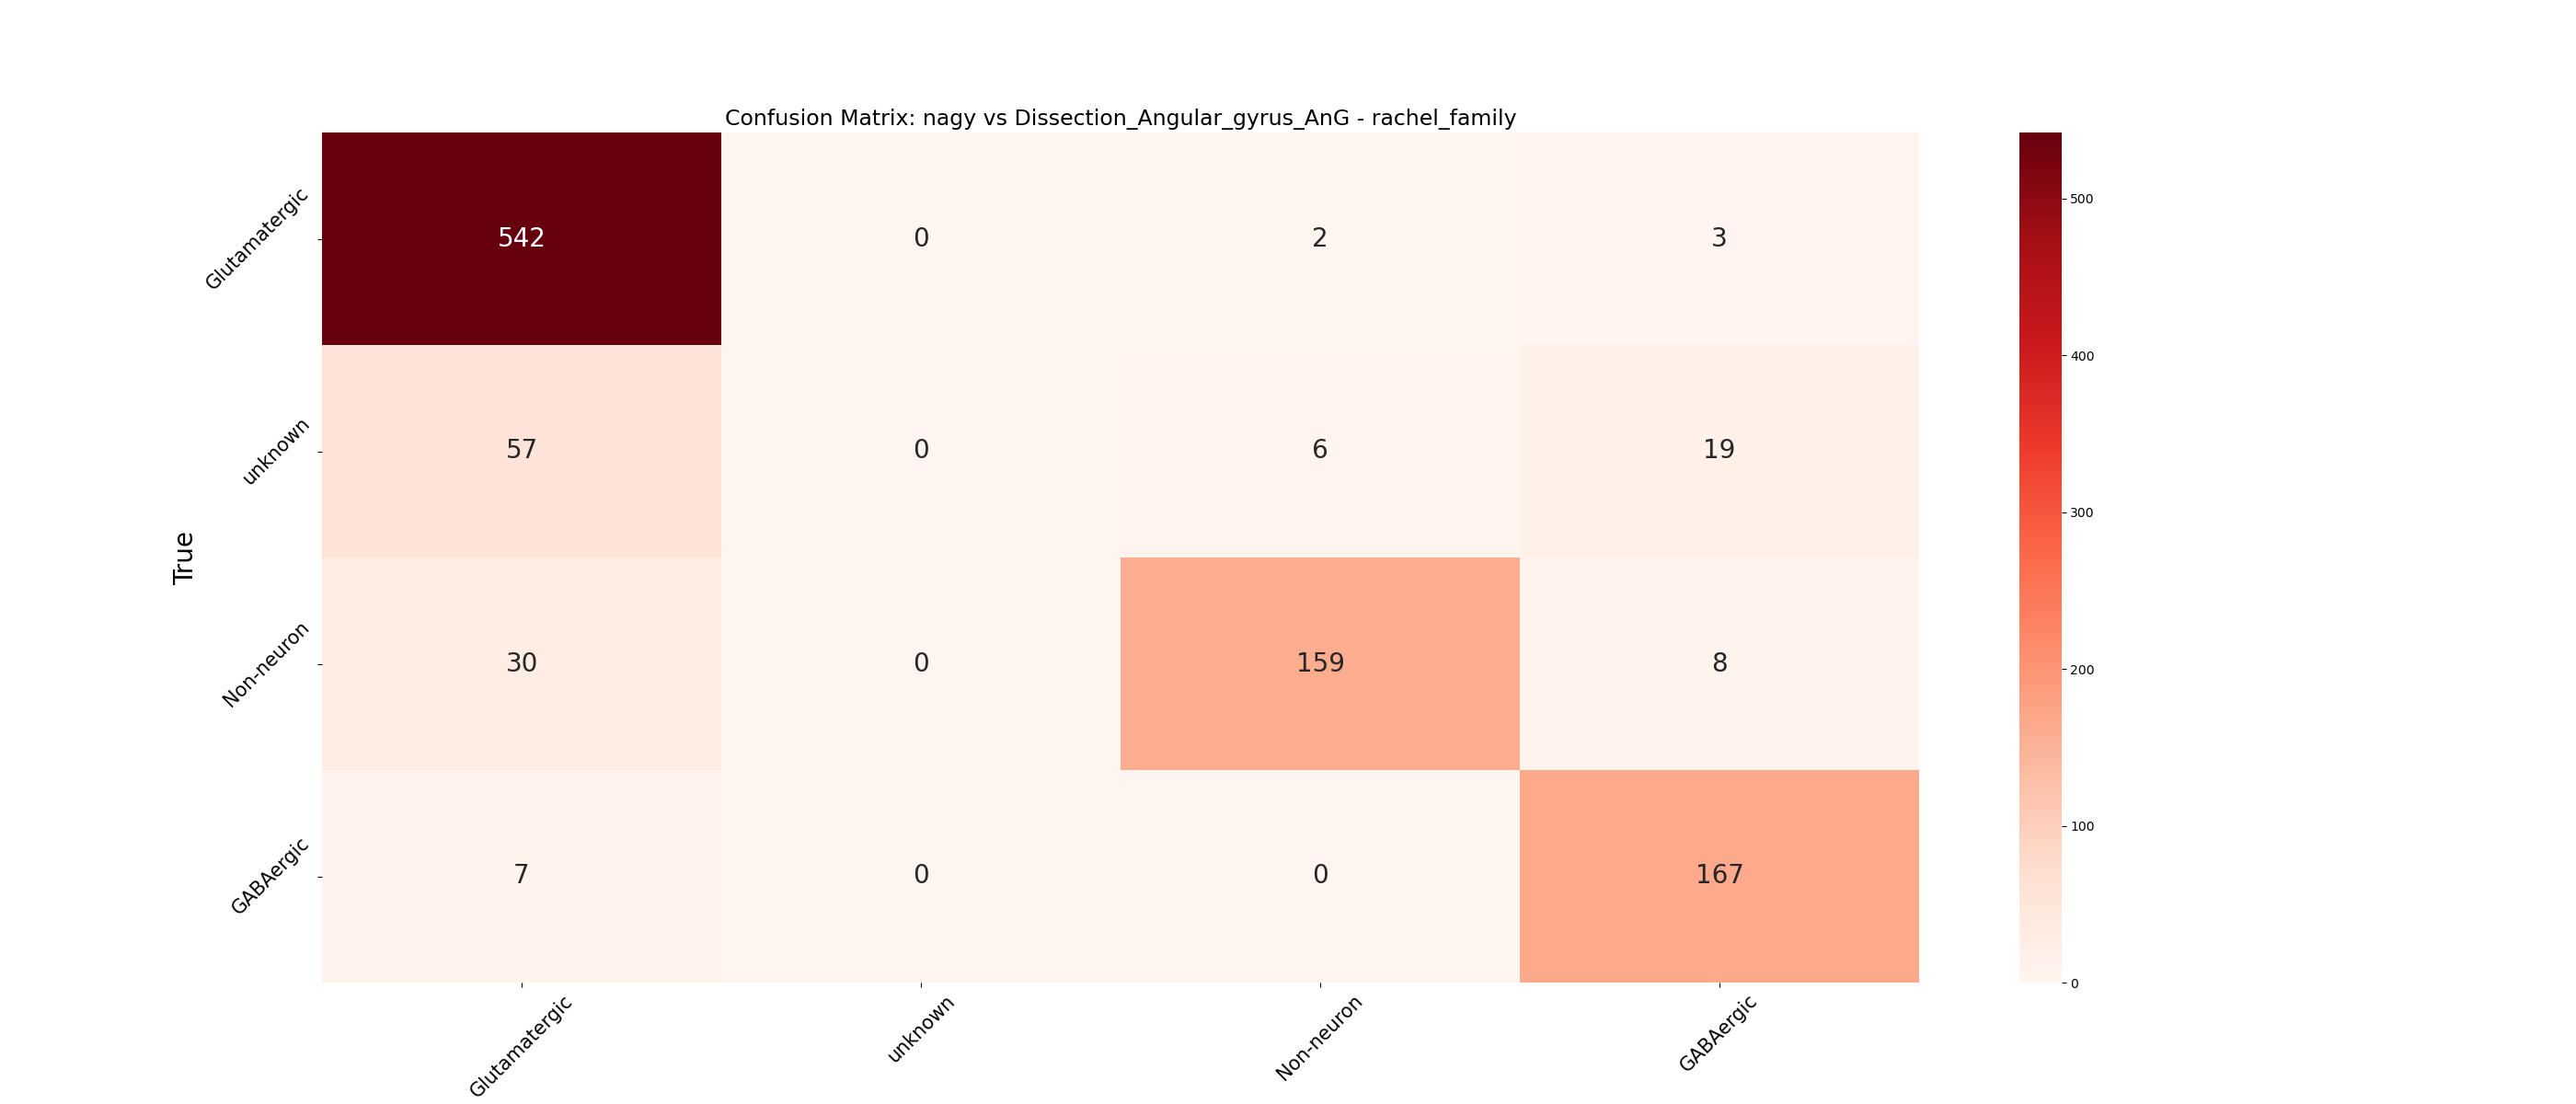 Confusion Matrix: nagy vs Dissection_Angular_gyrus_AnG - rachel_family
True
Glutamatergic 542 0 2 3
unknown 57 0 6 19
Non-neuron 30 0 159 8
GABAergic 7 0 0 167
Glutamatergic unknown Non-neuron GABAergic
500
400
300
200
100
0